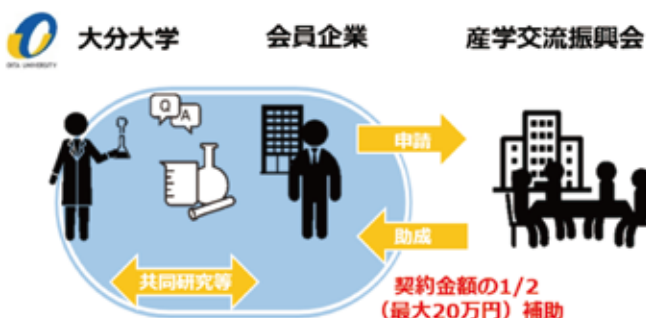 OITA UNIVERSITY
大分大学
会員企業
産学交流振興会
Q
A
申請
助成
共同研究等
契約金額の1/2
(最大20万円)補助